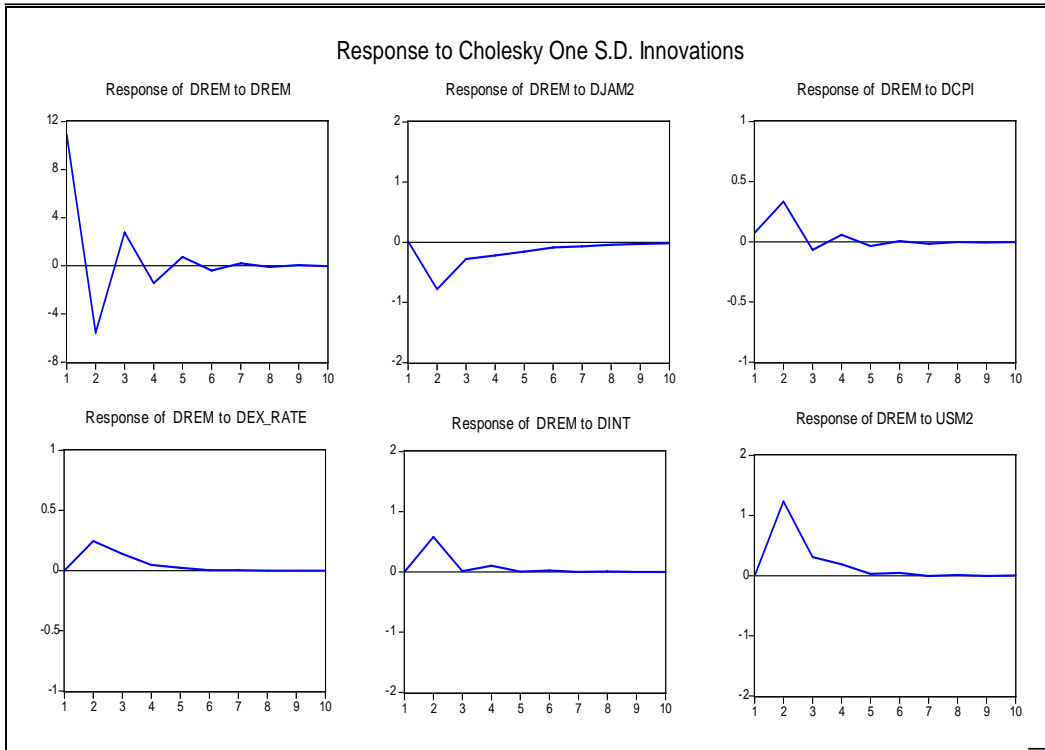 Response to Cholesky One S.D. Innovations
Response of DREM to DREM
12
8
4
0
-4
-8
1 2 3 4 5 6 7 8 9 10
Response of DREM to DJAM2
2
1
0
-1
-2
1 2 3 4 5 6 7 8 9 10
Response of DREM to DCPI
1
0.5
0
-0.5
-1
1 2 3 4 5 6 7 8 9 10
Response of DREM to DEX_RATE
1
0.5
0
-0.5
-1
1 2 3 4 5 6 7 8 9 10
Response of DREM to DINT
2
1
0
-1
-2
1 2 3 4 5 6 7 8 9 10
Response of DREM to USM2
2
1
0
-1
-2
1 2 3 4 5 6 7 8 9 10